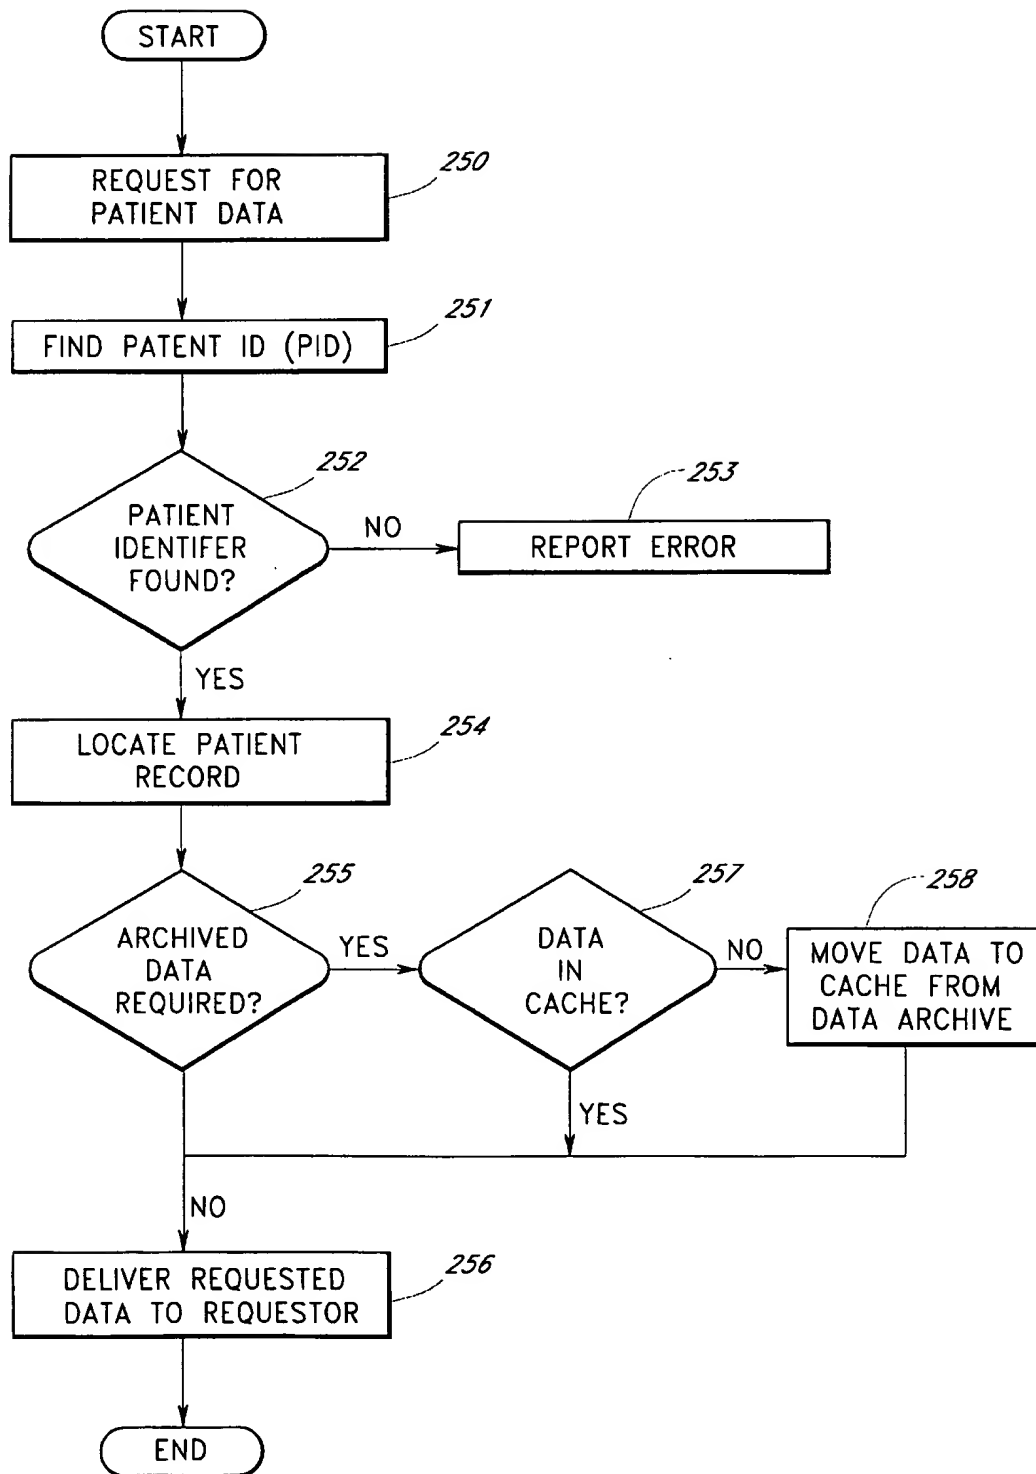 START
250
REQUEST FOR
PATIENT DATA
251
FIND PATENT ID (PID)
252
PATIENT
IDENTIFER
FOUND?
NO
253
REPORT ERROR
YES
254
LOCATE PATIENT
RECORD
255
ARCHIVED
DATA
REQUIRED?
YES
257
DATA
IN
CACHE?
NO
258
MOVE DATA TO
CACHE FROM
DATA ARCHIVE
YES
NO
256
DELIVER REQUESTED
DATA TO REQUESTOR
END